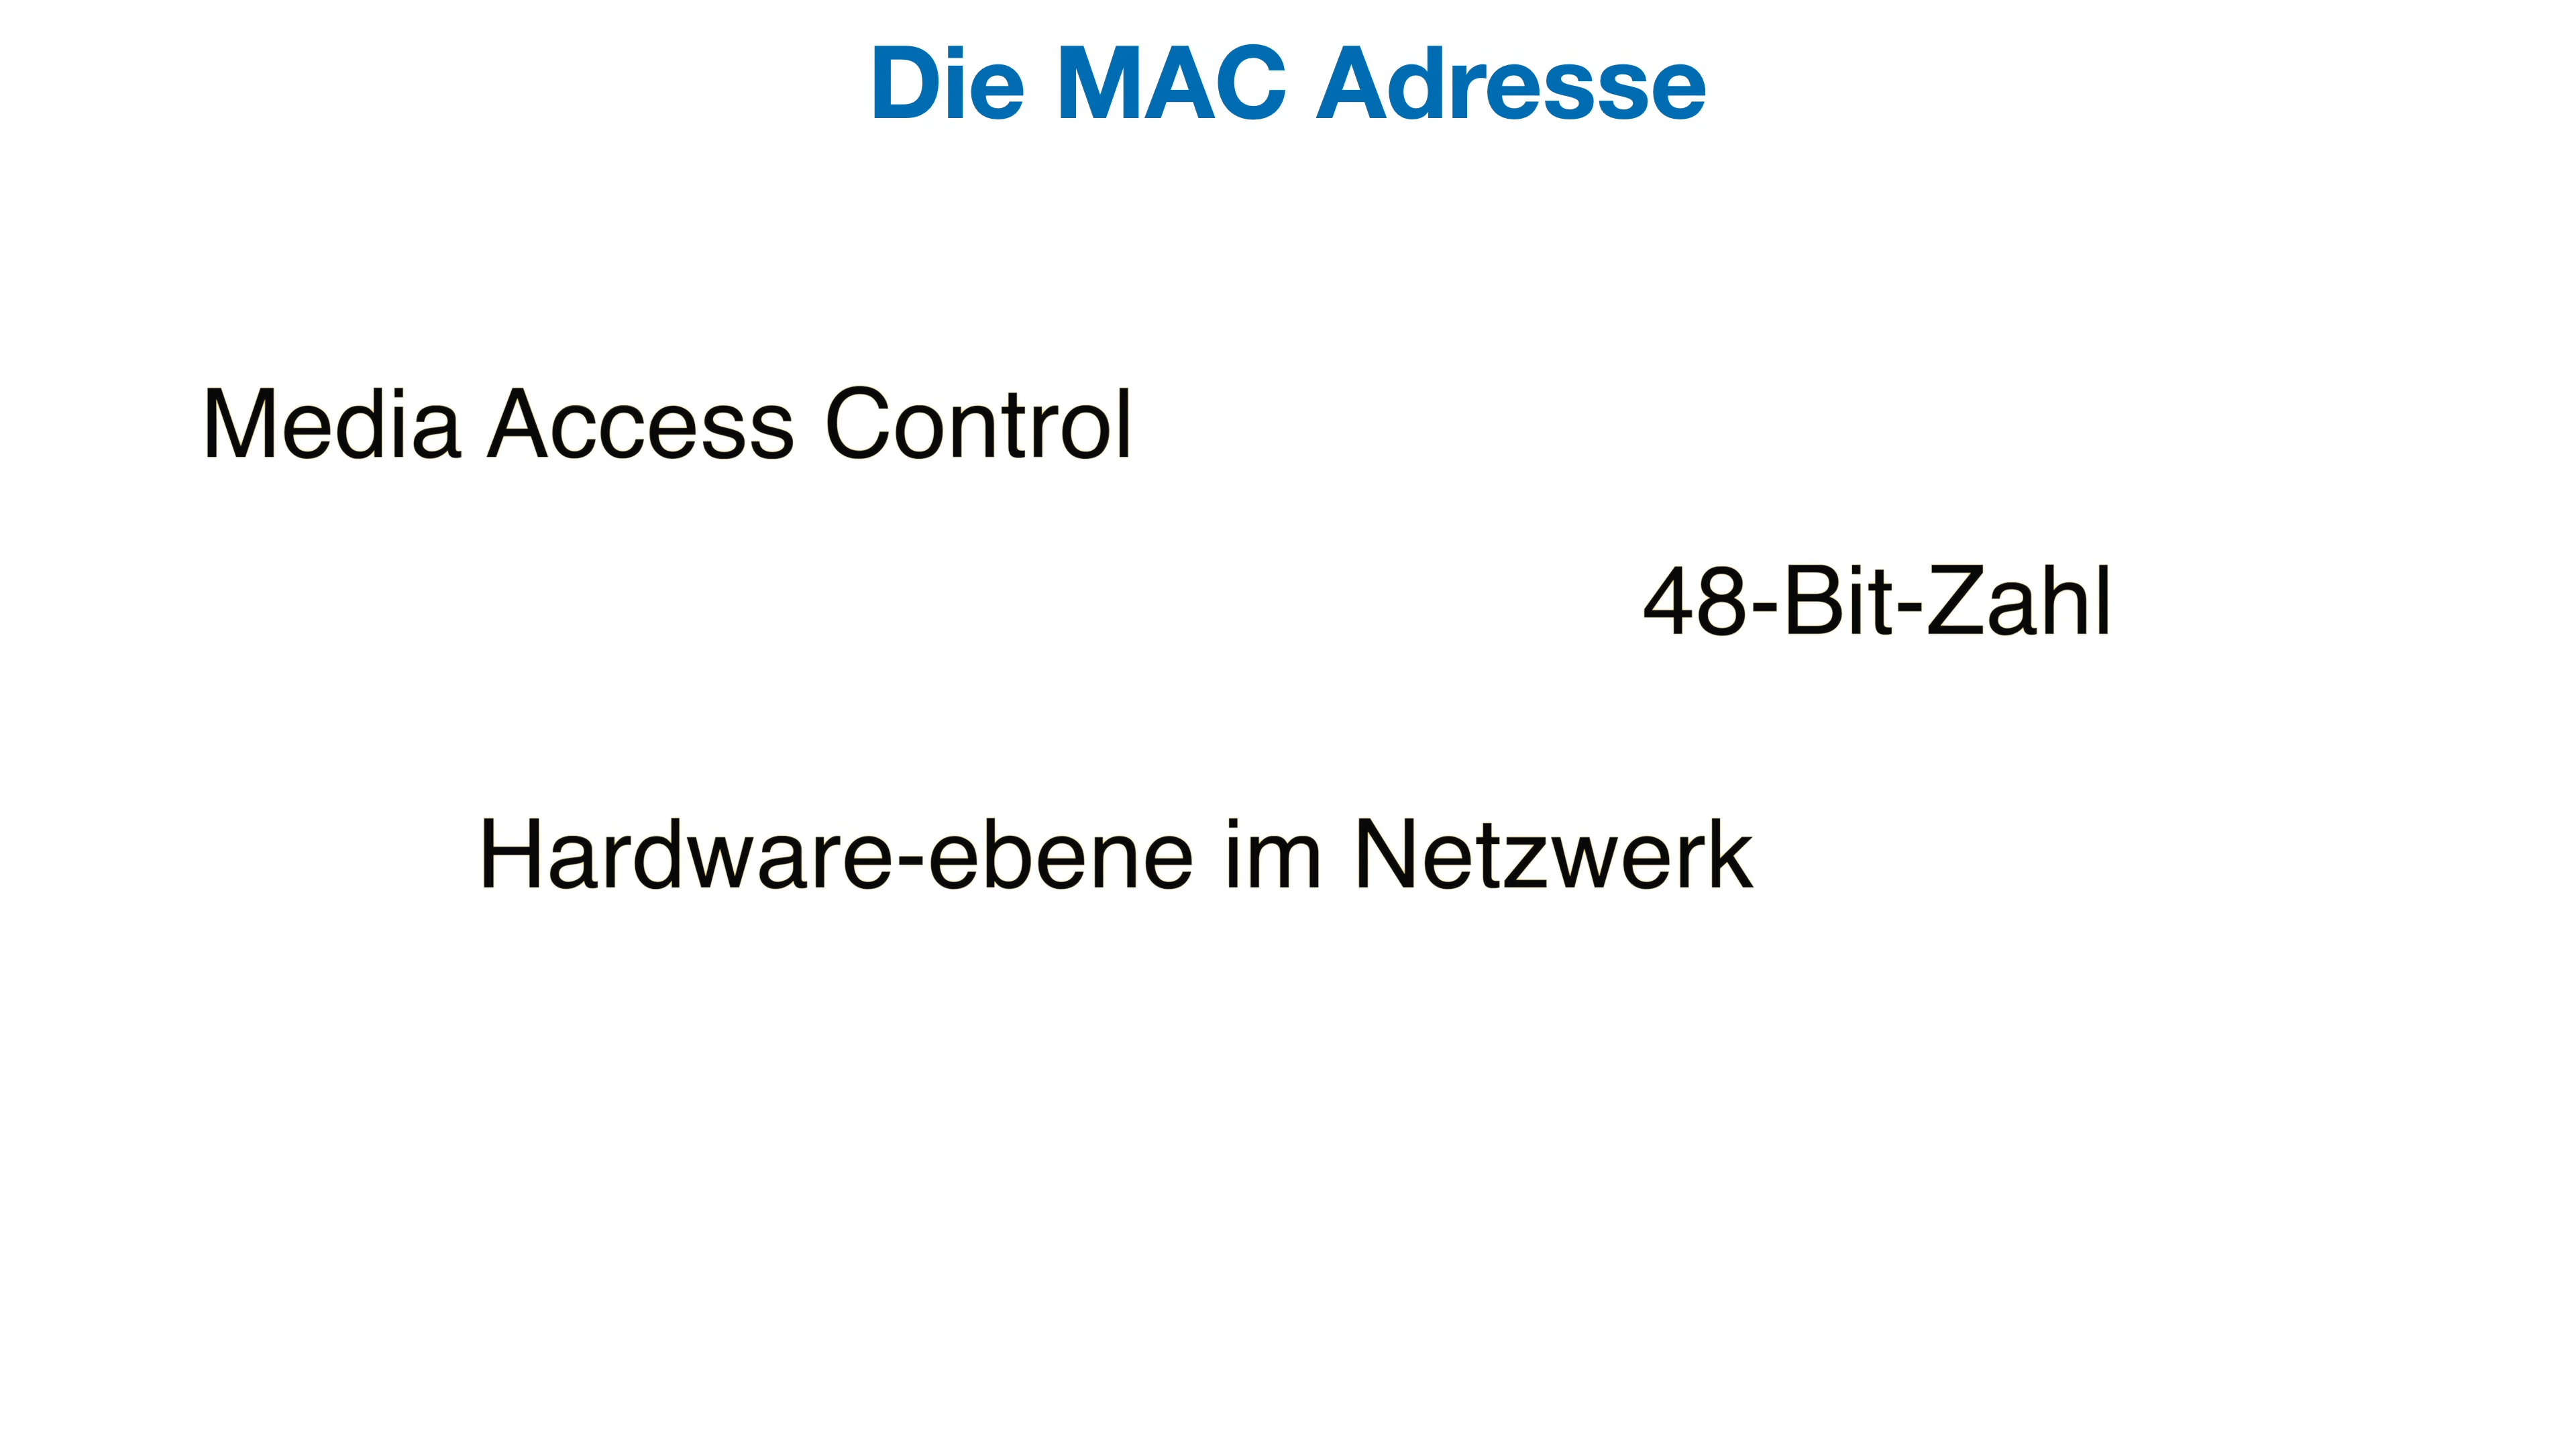 Die MAC Adresse
Media Access Control
48-Bit-Zahl
Hardware-ebene im Netzwerk